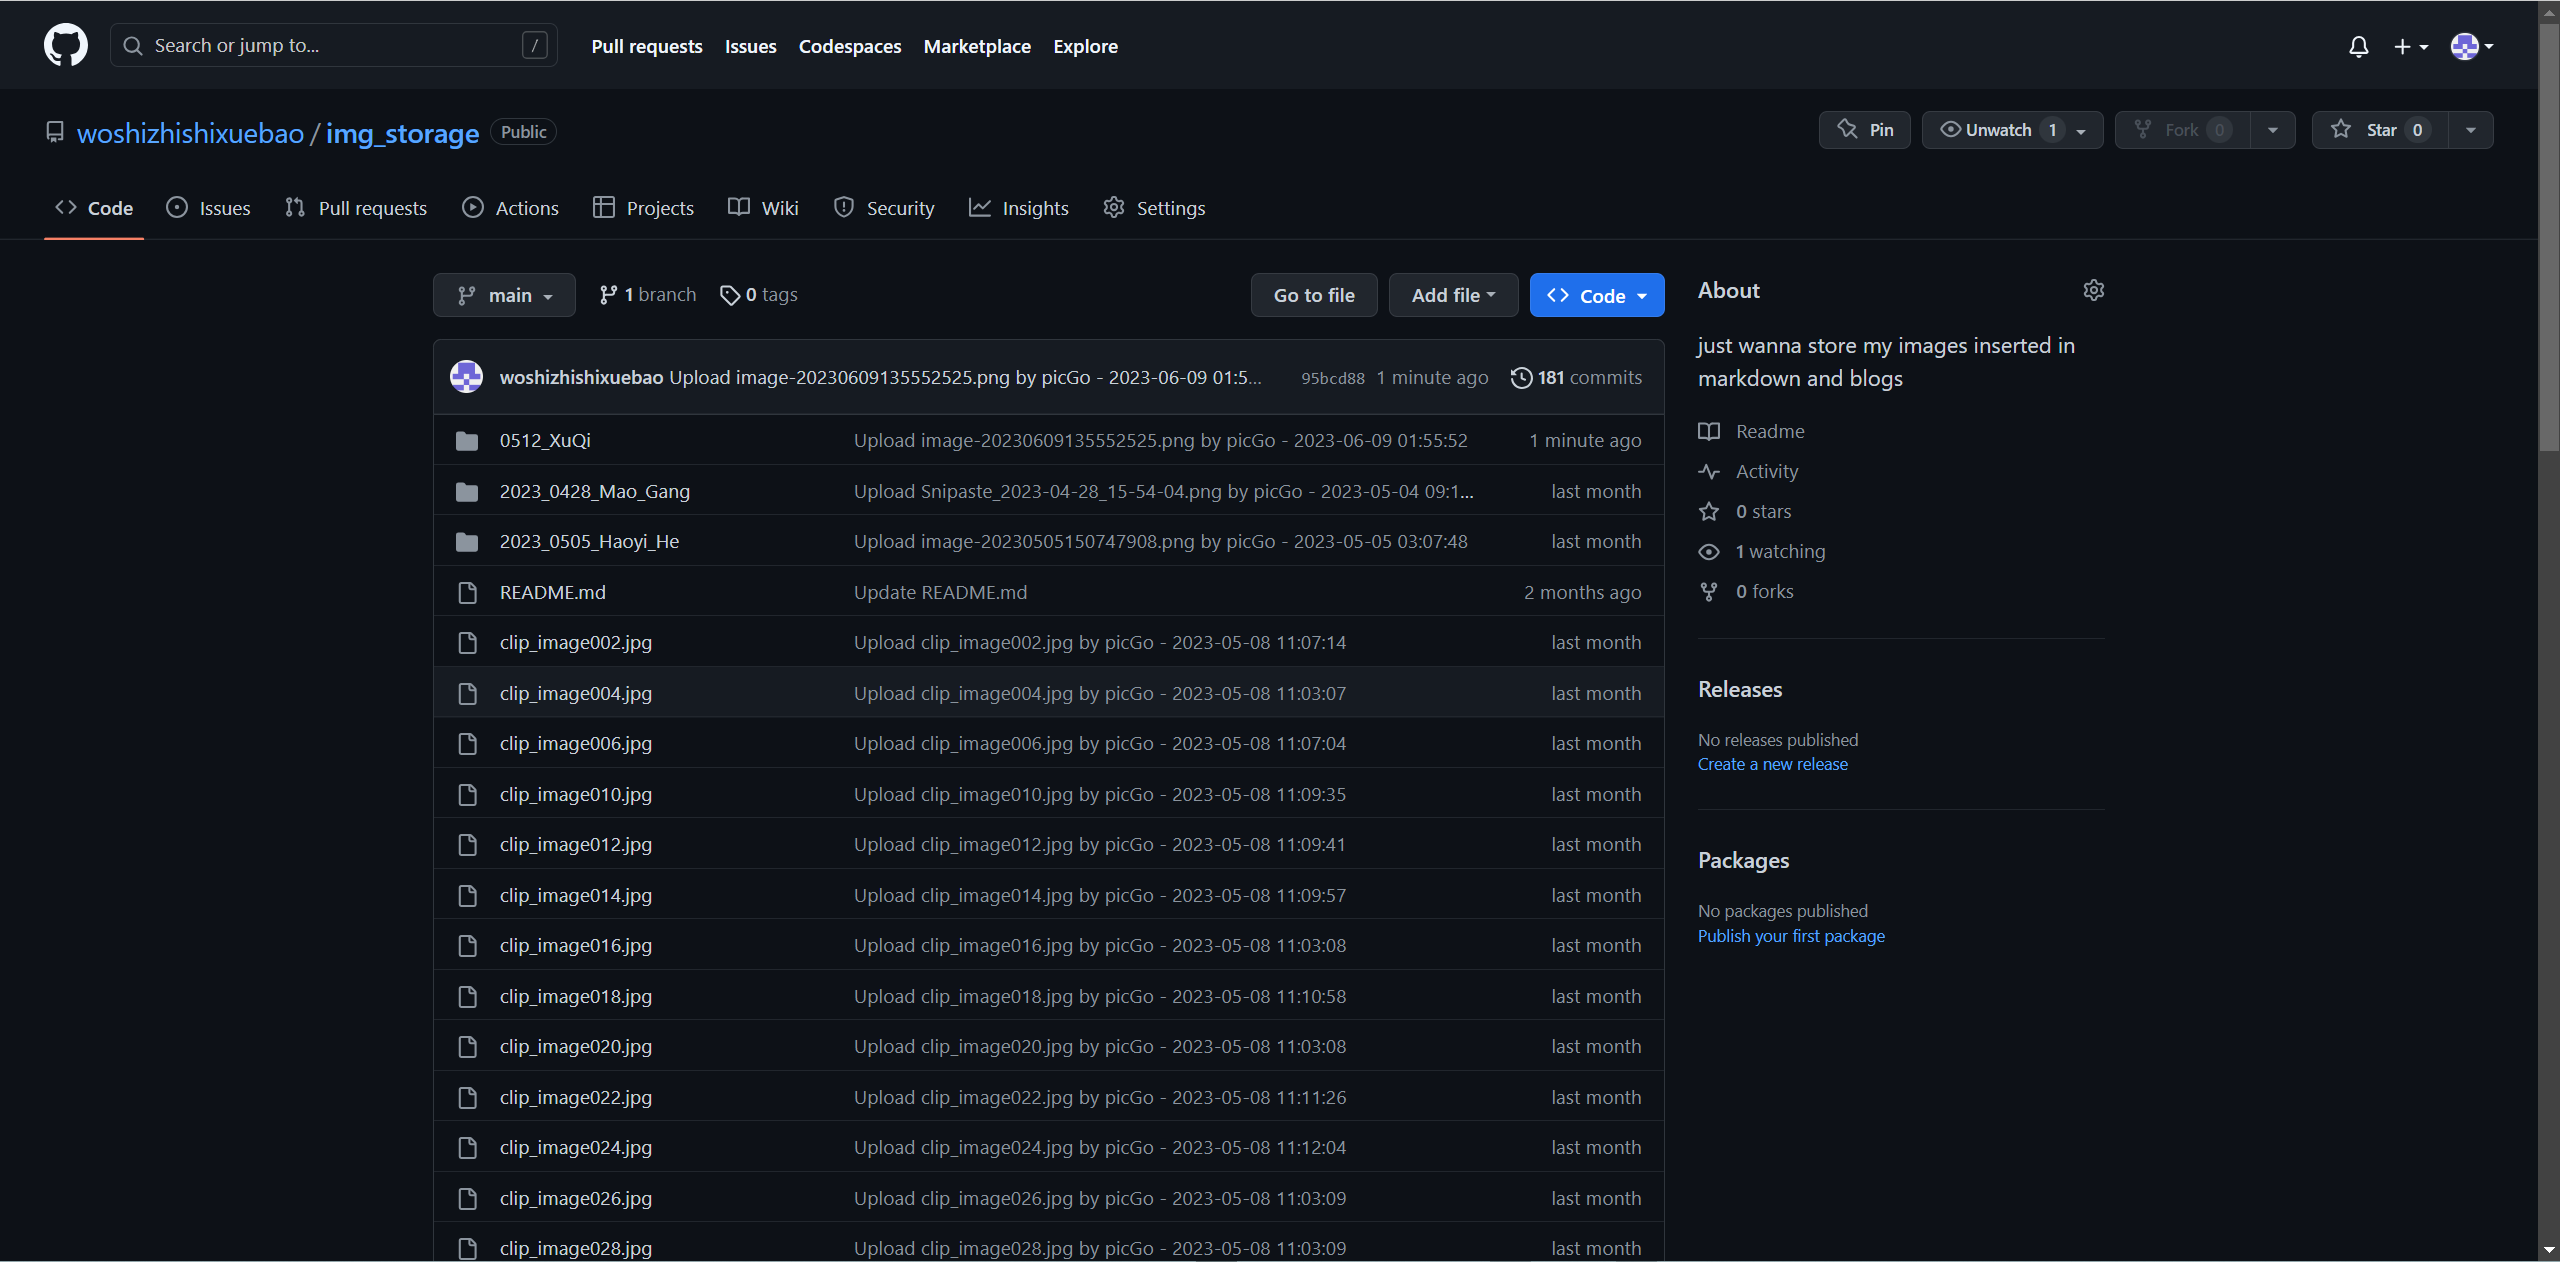 Search or jump to... /
Pull requests Issues Codespaces Marketplace Explore
woshizhishixuebao / img_storage Public
Pin Unwatch 1 Fork 0 Star 0
Code Issues Pull requests Actions Projects Wiki Security Insights Settings
main 1 branch 0 tags Go to file Add file Code
woshizhishixuebao Upload image-20230609135552525.png by picGo - 2023-06-09 01:5... 95bcd88 1 minute ago 181 commits
0512_XuQi Upload image-20230609135552525.png by picGo - 2023-06-09 01:55:52 1 minute ago
2023_0428_Mao_Gang Upload Snipaste_2023-04-28_15-54-04.png by picGo - 2023-05-04 09:1... last month
2023_0505_Haoyi_He Upload image-20230505150747908.png by picGo - 2023-05-05 03:07:48 last month
README.md Update README.md 2 months ago
clip_image002.jpg Upload clip_image002.jpg by picGo - 2023-05-08 11:07:14 last month
clip_image004.jpg Upload clip_image004.jpg by picGo - 2023-05-08 11:03:07 last month
clip_image006.jpg Upload clip_image006.jpg by picGo - 2023-05-08 11:07:04 last month
clip_image010.jpg Upload clip_image010.jpg by picGo - 2023-05-08 11:09:35 last month
clip_image012.jpg Upload clip_image012.jpg by picGo - 2023-05-08 11:09:41 last month
clip_image014.jpg Upload clip_image014.jpg by picGo - 2023-05-08 11:09:57 last month
clip_image016.jpg Upload clip_image016.jpg by picGo - 2023-05-08 11:03:08 last month
clip_image018.jpg Upload clip_image018.jpg by picGo - 2023-05-08 11:10:58 last month
clip_image020.jpg Upload clip_image020.jpg by picGo - 2023-05-08 11:03:08 last month
clip_image022.jpg Upload clip_image022.jpg by picGo - 2023-05-08 11:11:26 last month
clip_image024.jpg Upload clip_image024.jpg by picGo - 2023-05-08 11:12:04 last month
clip_image026.jpg Upload clip_image026.jpg by picGo - 2023-05-08 11:03:09 last month
clip_image028.jpg Upload clip_image028.jpg by picGo - 2023-05-08 11:03:09 last month
About
just wanna store my images inserted in
markdown and blogs
Readme
Activity
0 stars
1 watching
0 forks
Releases
No releases published
Create a new release
Packages
No packages published
Publish your first package